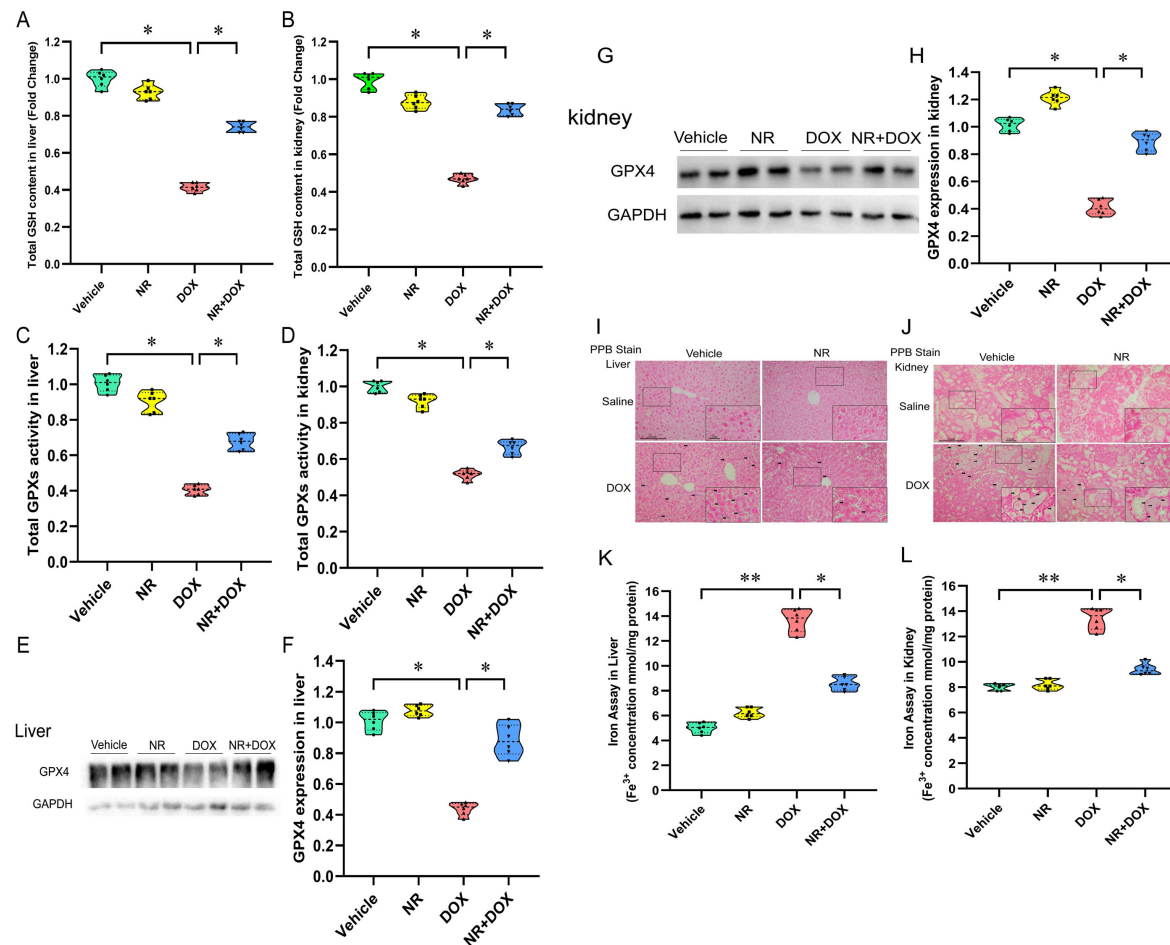 A
Total GSH content in liver (Fold Change)
1.2
1.0
0.8
0.6
0.4
0.2
0.0
*
*
Vehicle
NR
DOX
NR+DOX
B
Total GSH content in kidney (Fold Change)
1.2
1.0
0.8
0.6
0.4
0.2
0.0
*
*
Vehicle
NR
DOX
NR+DOX
C
Total GPXs activity in liver
1.2
1.0
0.8
0.6
0.4
0.2
0.0
*
*
Vehicle
NR
DOX
NR+DOX
D
Total GPXs activity in kidney
1.2
1.0
0.8
0.6
0.4
0.2
0.0
*
*
Vehicle
NR
DOX
NR+DOX
E
Liver
Vehicle NR DOX NR+DOX
GPX4
GAPDH
F
GPX4 expression in liver
1.4
1.2
1.0
0.8
0.6
0.4
0.2
0.0
*
*
Vehicle
NR
DOX
NR+DOX
G
kidney
Vehicle NR DOX NR+DOX
GPX4
GAPDH
H
GPX4 expression in kidney
1.4
1.2
1.0
0.8
0.6
0.4
0.2
0.0
*
*
Vehicle
NR
DOX
NR+DOX
I
PPB Stain
Liver
Vehicle NR
Saline
DOX
J
PPB Stain
Kidney
Vehicle NR
Saline
DOX
K
Iron Assay in Liver
(Fe³⁺ concentration mmol/mg protein)
16
14
12
10
8
6
4
2
0
**
*
Vehicle
NR
DOX
NR+DOX
L
Iron Assay in Kidney
(Fe³⁺ concentration mmol/mg protein)
16
14
12
10
8
6
4
2
0
**
*
Vehicle
NR
DOX
NR+DOX